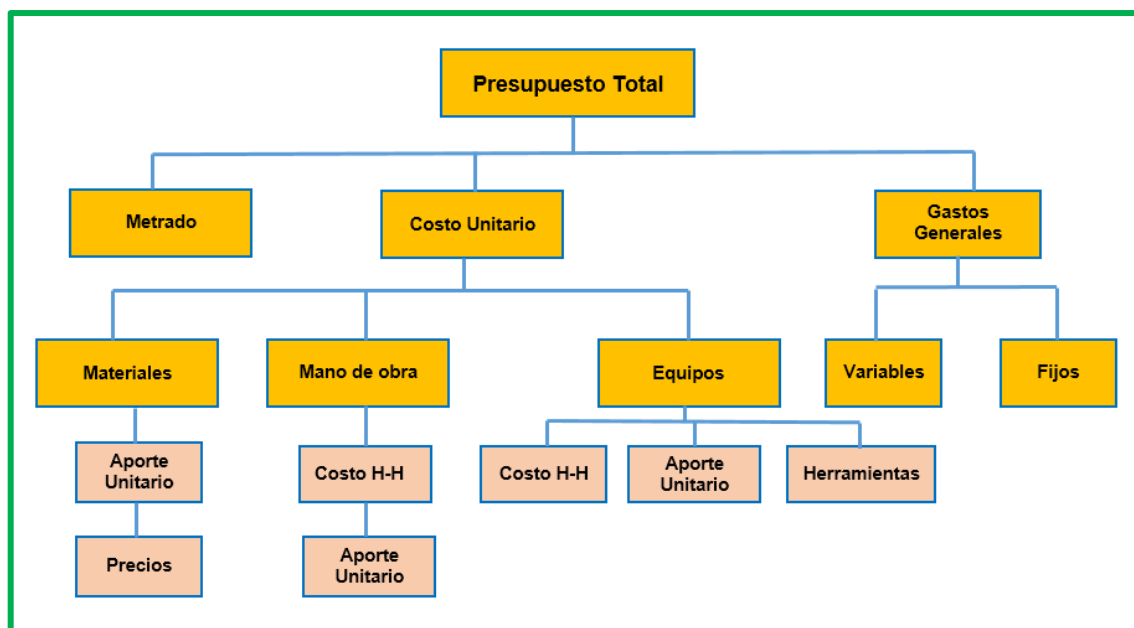 Presupuesto Total
Metrado
Costo Unitario
Gastos
Generales
Materiales
Mano de obra
Equipos
Variables
Fijos
Aporte
Unitario
Costo H-H
Costo H-H
Aporte
Unitario
Herramientas
Precios
Aporte
Unitario